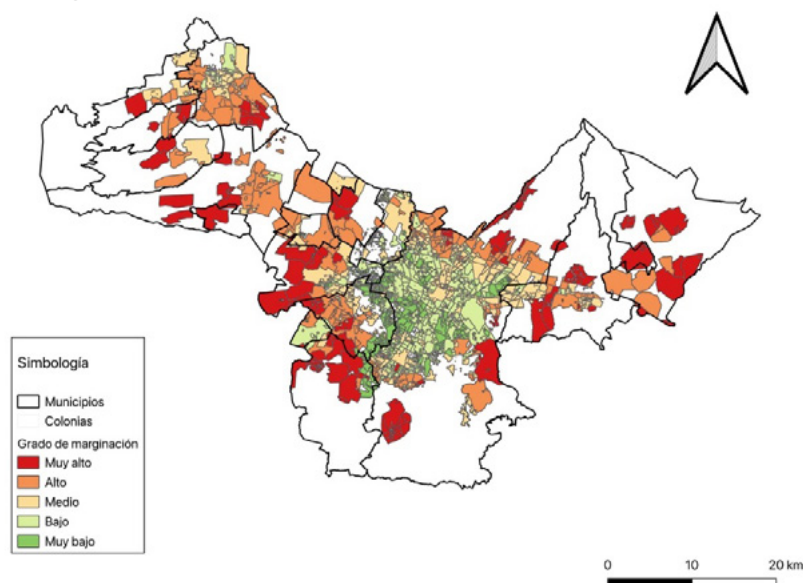 Simbología
Municipios
Colonias
Grado de marginación
Muy alto
Alto
Medio
Bajo
Muy bajo
0 10 20 km